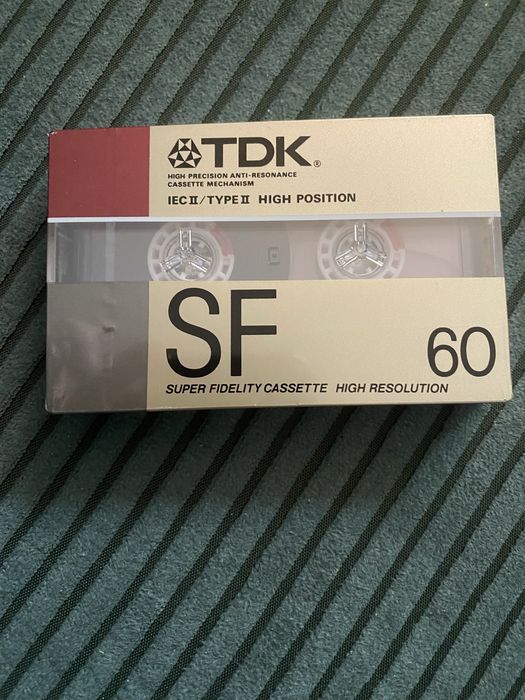 TDK®
HIGH PRECISION ANTI-RESONANCE
CASSETTE MECHANISM
IEC II/TYPE II HIGH POSITION
SF 60
SUPER FIDELITY CASSETTE HIGH RESOLUTION